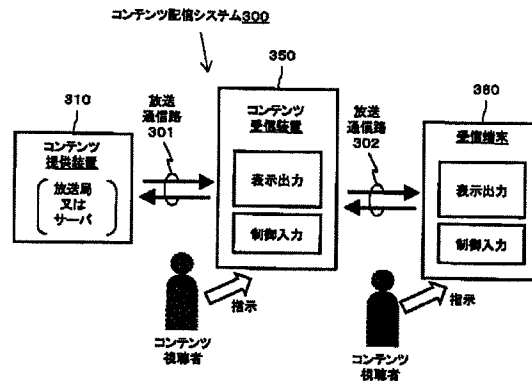 コンテンツ配信システム300
310
コンテンツ
提供装置
放送局
又は
サーバ
放送
通信路
301
350
コンテンツ
受信装置
表示出力
制御入力
放送
通信路
302
380
受信端末
表示出力
制御入力
指示
コンテンツ
視聴者
指示
コンテンツ
視聴者